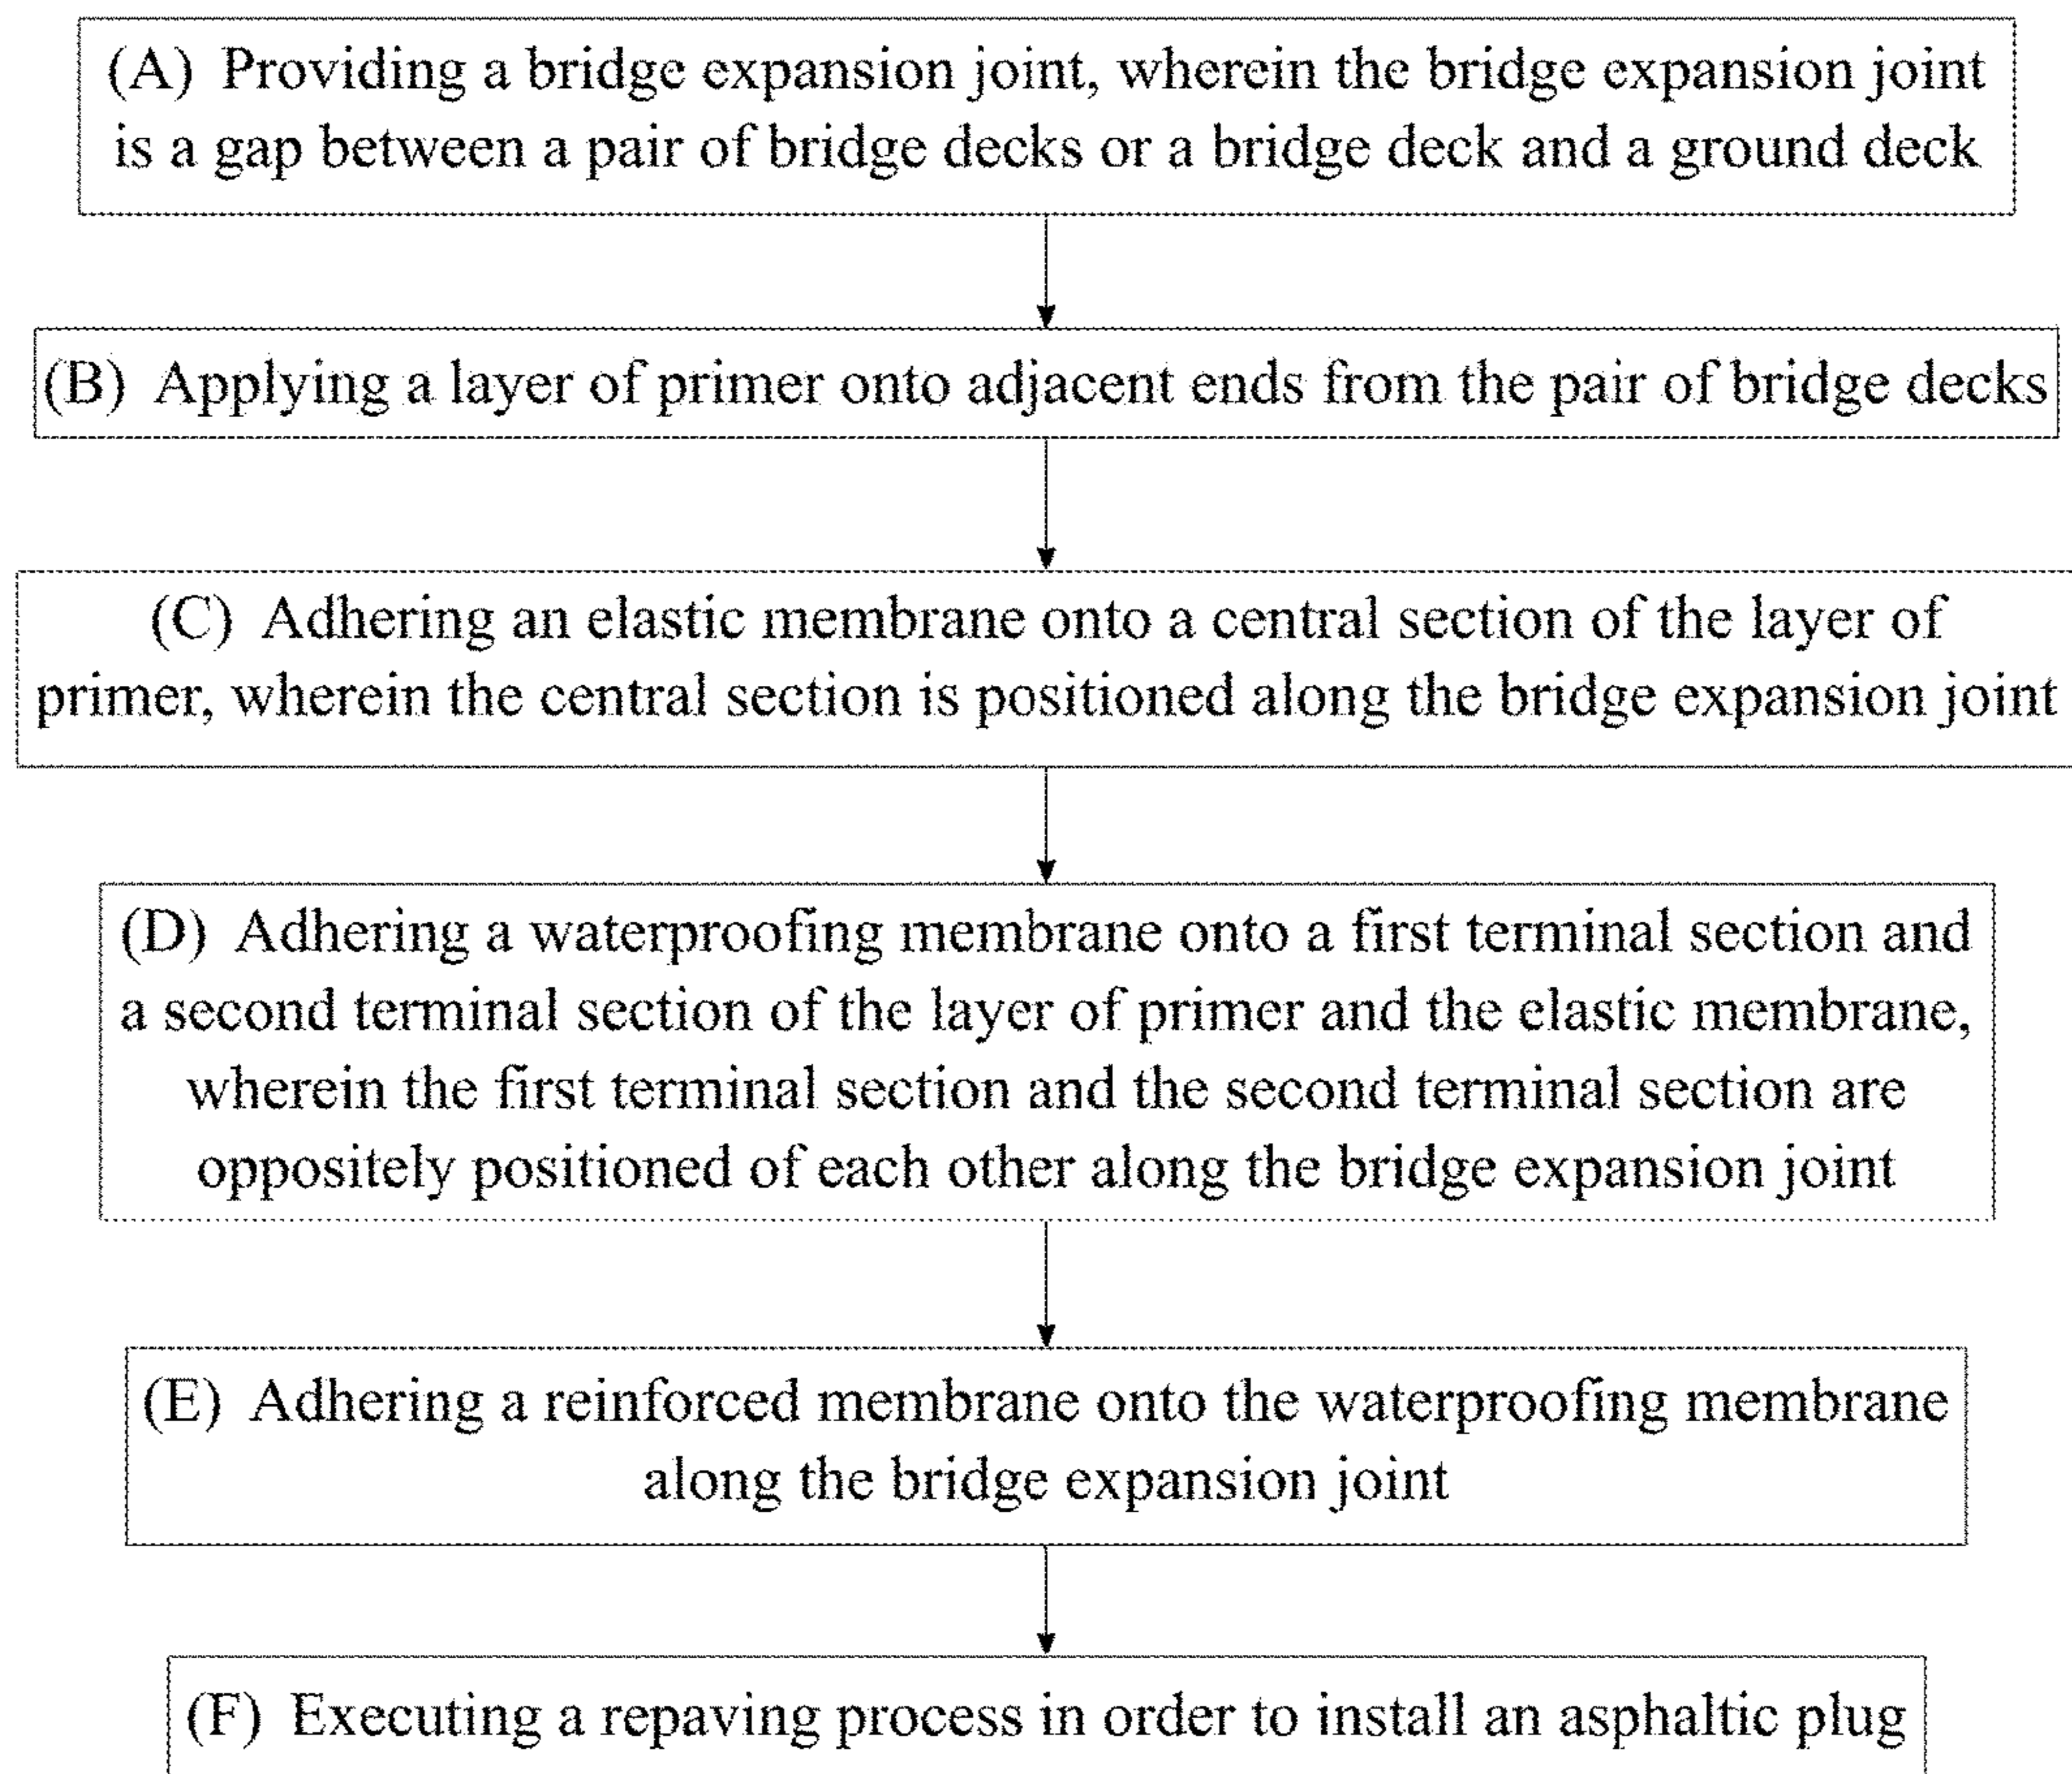 (A) Providing a bridge expansion joint, wherein the bridge expansion joint
is a gap between a pair of bridge decks or a bridge deck and a ground deck
(B) Applying a layer of primer onto adjacent ends from the pair of bridge decks
(C) Adhering an elastic membrane onto a central section of the layer of
primer, wherein the central section is positioned along the bridge expansion joint
(D) Adhering a waterproofing membrane onto a first terminal section and
a second terminal section of the layer of primer and the elastic membrane,
wherein the first terminal section and the second terminal section are
oppositely positioned of each other along the bridge expansion joint
(E) Adhering a reinforced membrane onto the waterproofing membrane
along the bridge expansion joint
(F) Executing a repaving process in order to install an asphaltic plug